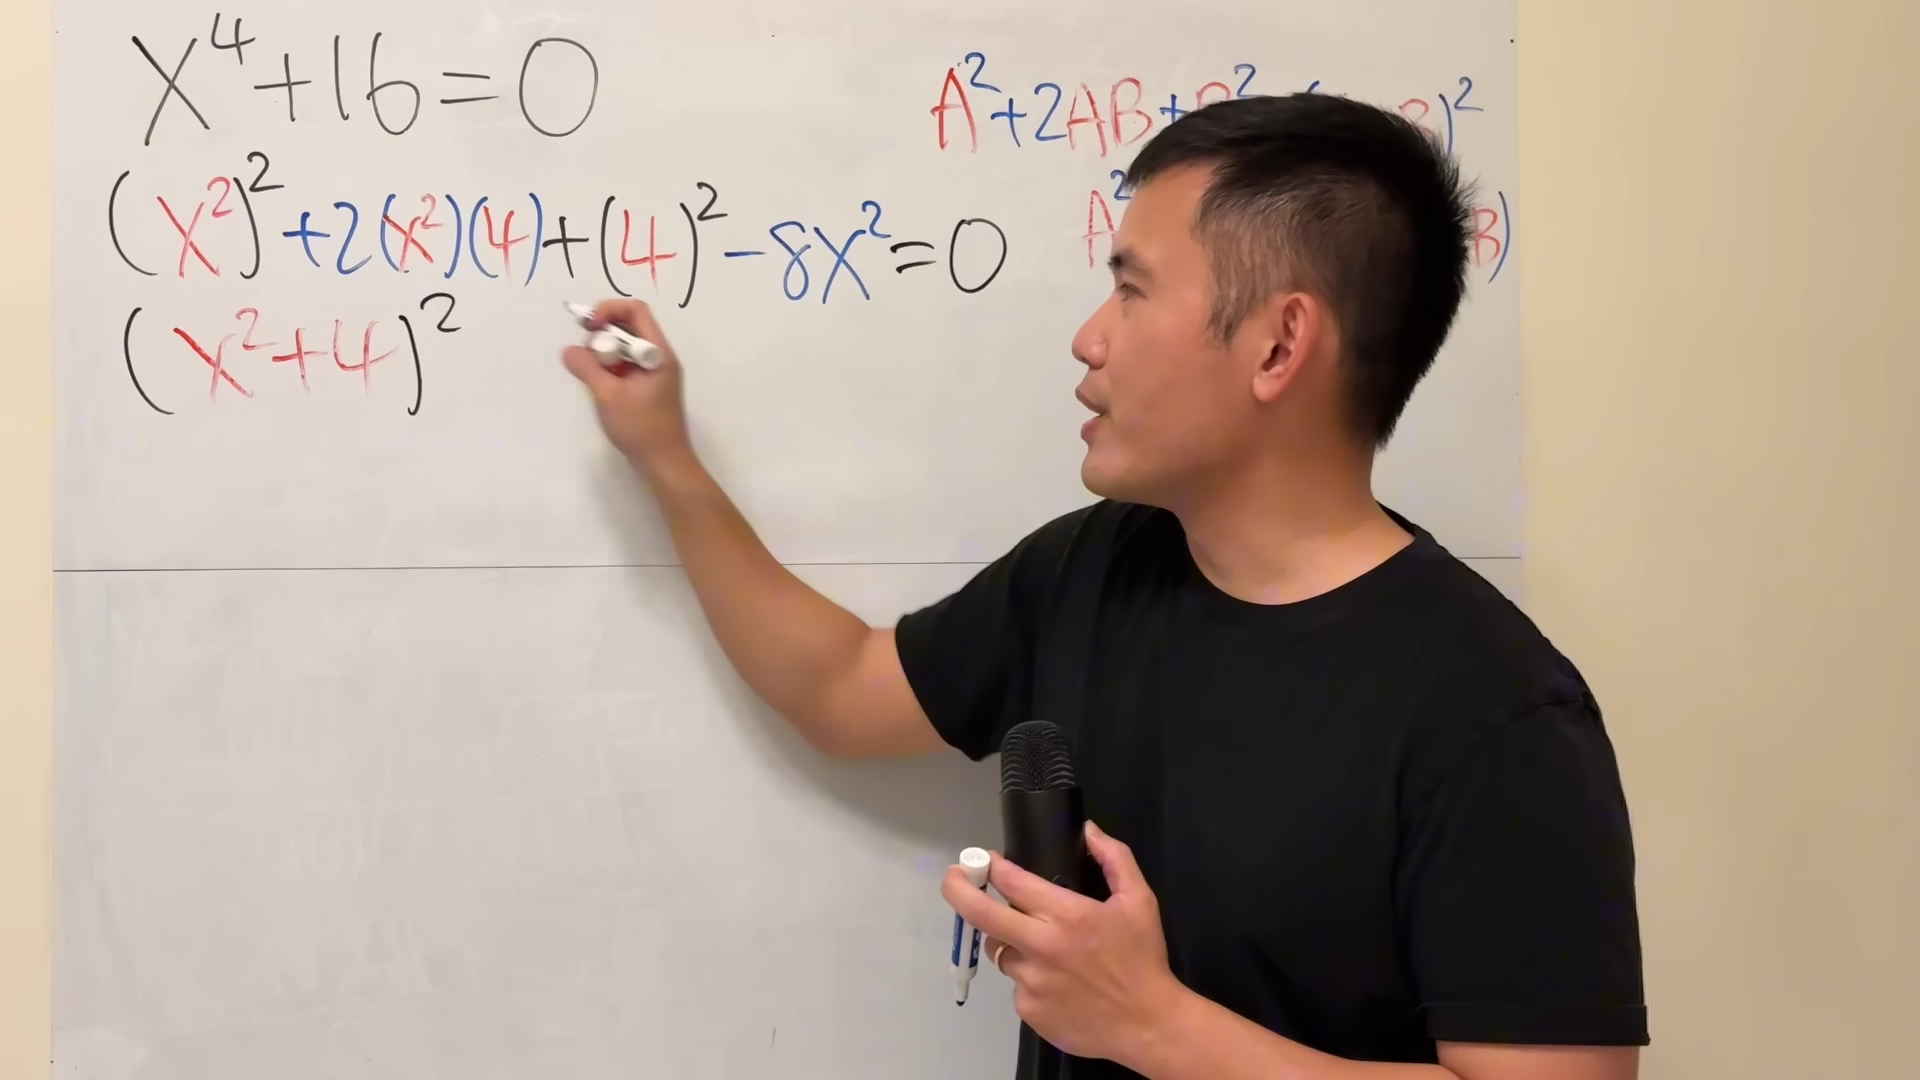 x⁴+16=0
A²+2AB+ ² )²
(x²)²+2(x²)(4)+(4)²-8x²=0
A² B)
(x²+4)²